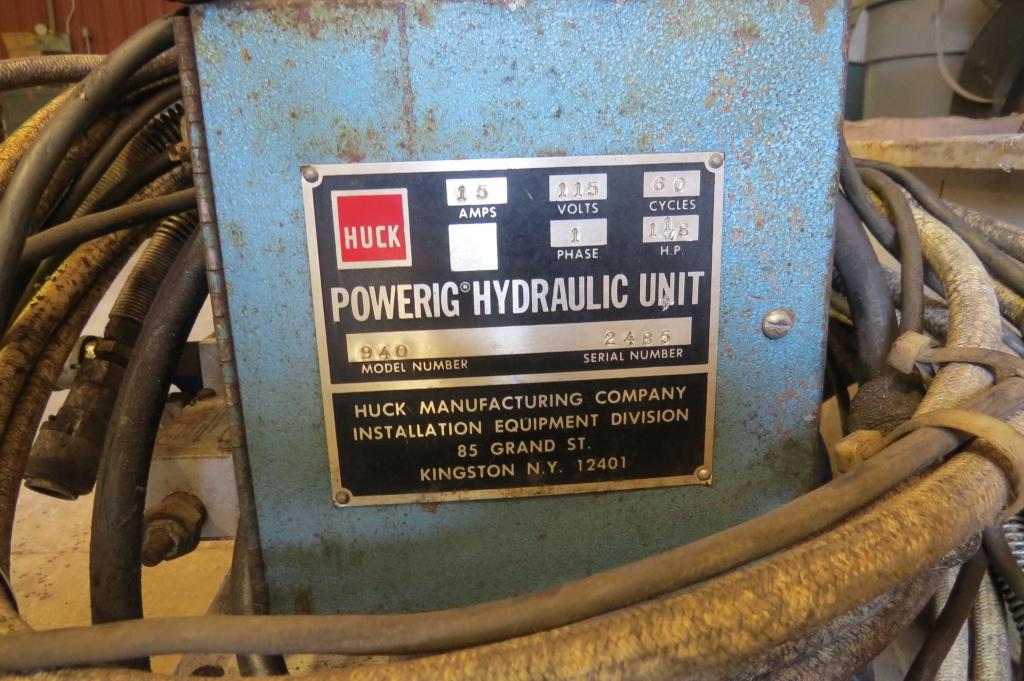 15 115 60
AMPS VOLTS CYCLES
HUCK
1 1 1/8
PHASE H.P.
POWERIG® HYDRAULIC UNIT
940 2485
MODEL NUMBER SERIAL NUMBER
HUCK MANUFACTURING COMPANY
INSTALLATION EQUIPMENT DIVISION
85 GRAND ST.
KINGSTON N.Y. 12401